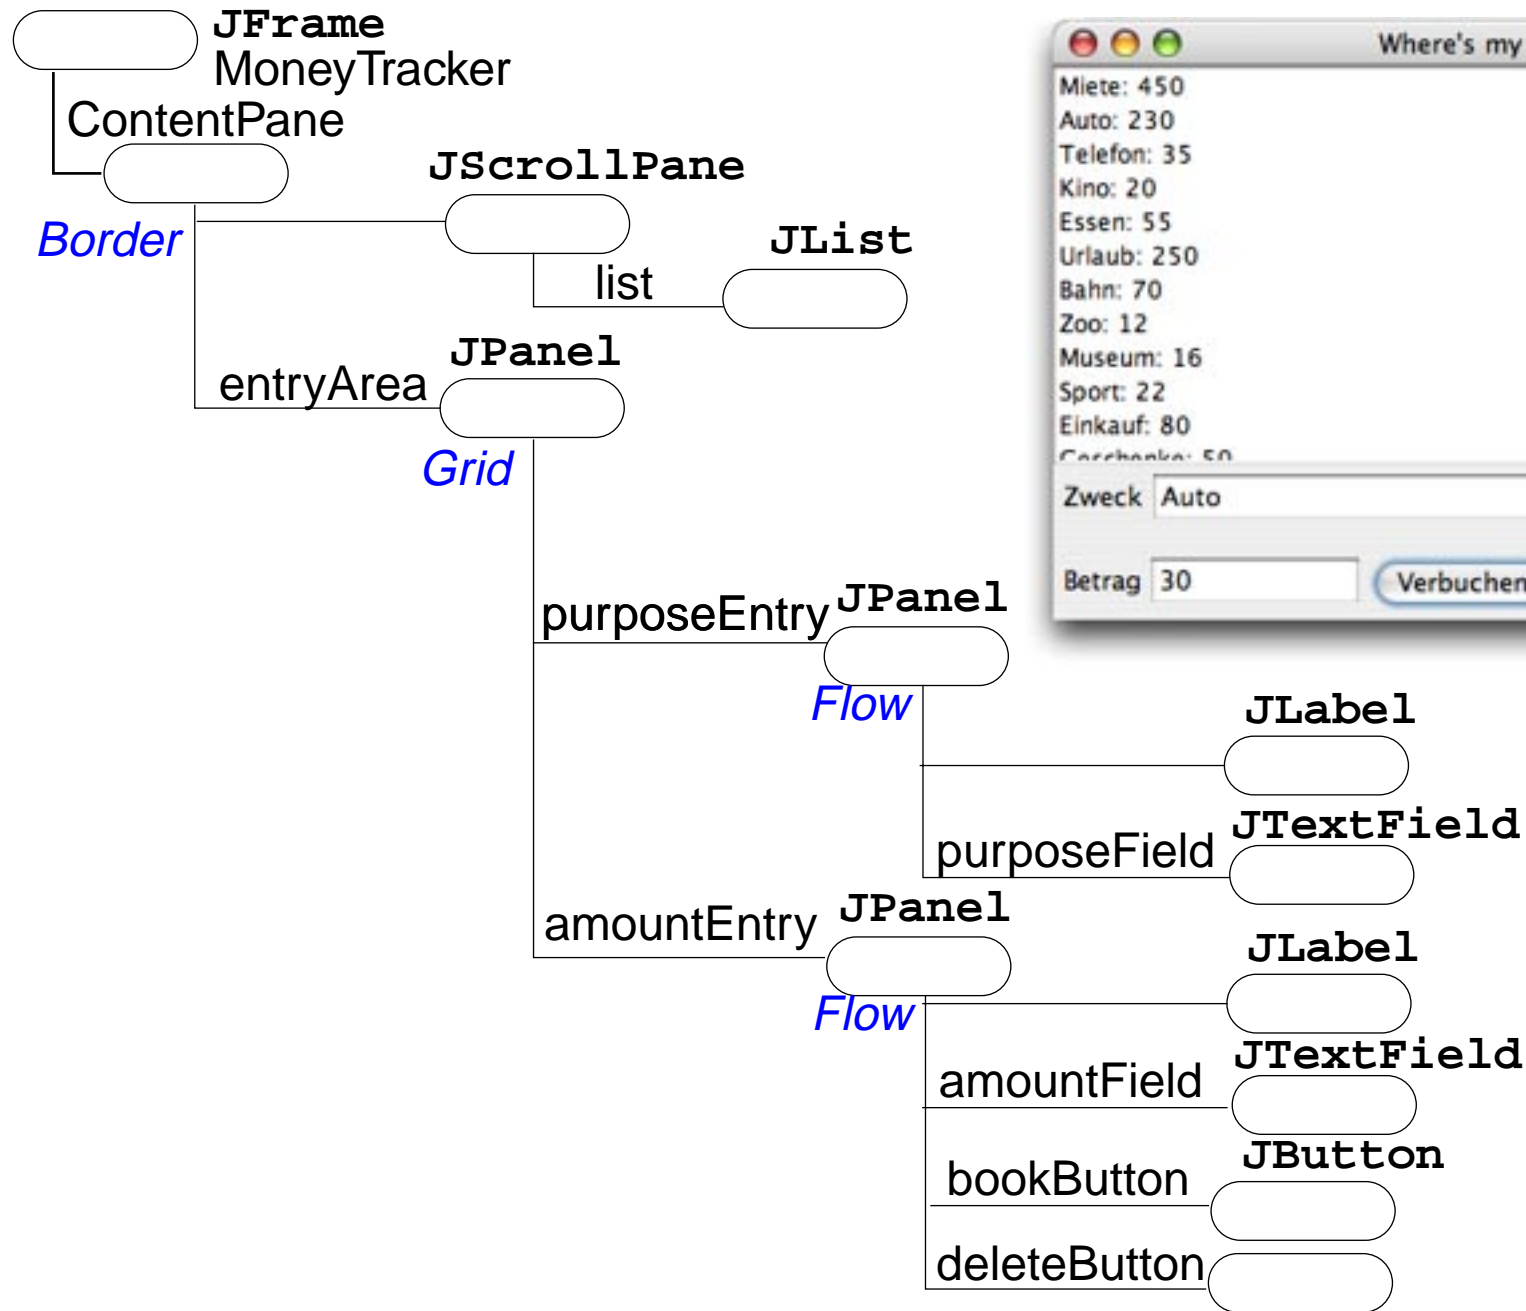 JFrame
MoneyTracker
ContentPane
JScrollPane
Border
JList
list
JPanel
entryArea
Grid
JPanel
purposeEntry
Flow
JLabel
JTextField
purposeField
JPanel
amountEntry
JLabel
Flow
JTextField
amountField
JButton
bookButton
deleteButton
Where's my
Miete: 450
Auto: 230
Telefon: 35
Kino: 20
Essen: 55
Urlaub: 250
Bahn: 70
Zoo: 12
Museum: 16
Sport: 22
Einkauf: 80
Geschenke: 50
Zweck Auto
Betrag 30 Verbuchen